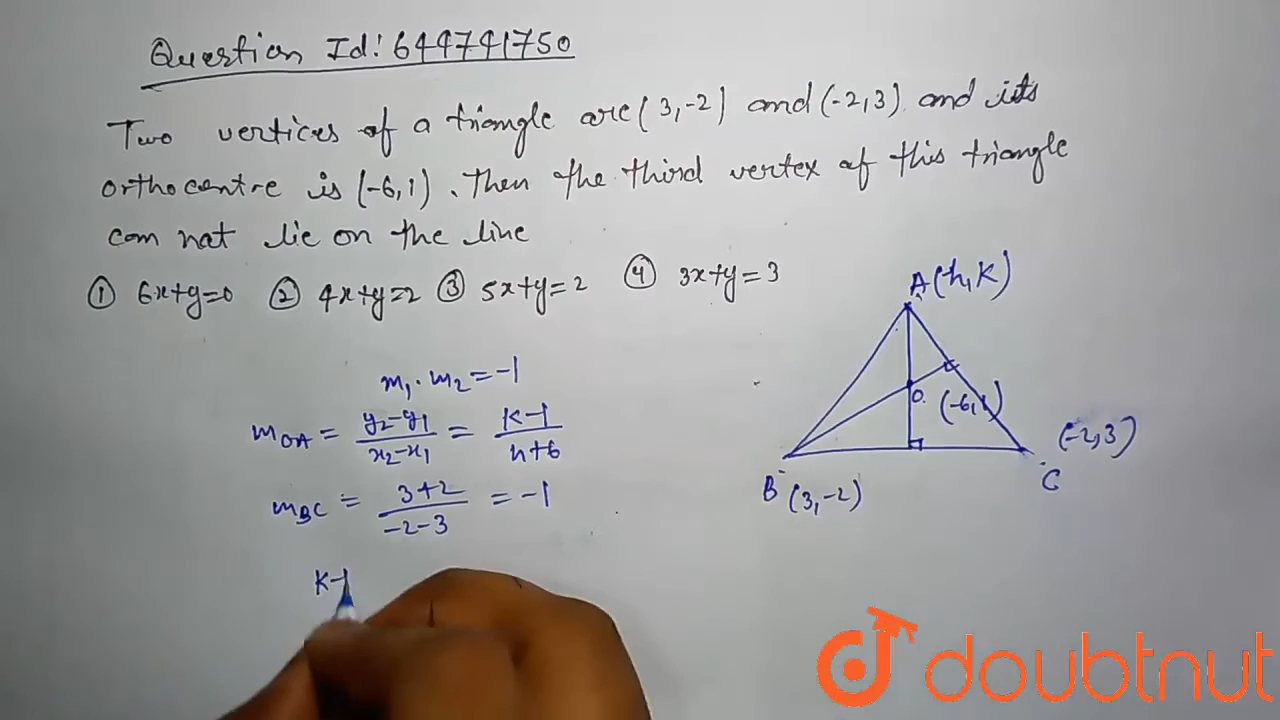 Question Id: 644741750
Two vertices of a triangle are (3,-2) and (-2,3) and its
orthocentre is (-6,1). Then the third vertex of this triangle
can not lie on the line
① 6x+y=0 ② 4x+y=2 ③ 5x+y=2 ④ 3x+y=3
A(h,K)
m₁·m₂=-1
m_OA = y₂-y₁/x₂-x₁ = K-1/h+6
O (-6,1)
(-2,3)
m_BC = 3+2/-2-3 = -1
B (3,-2)
C
K-1
doubtnut